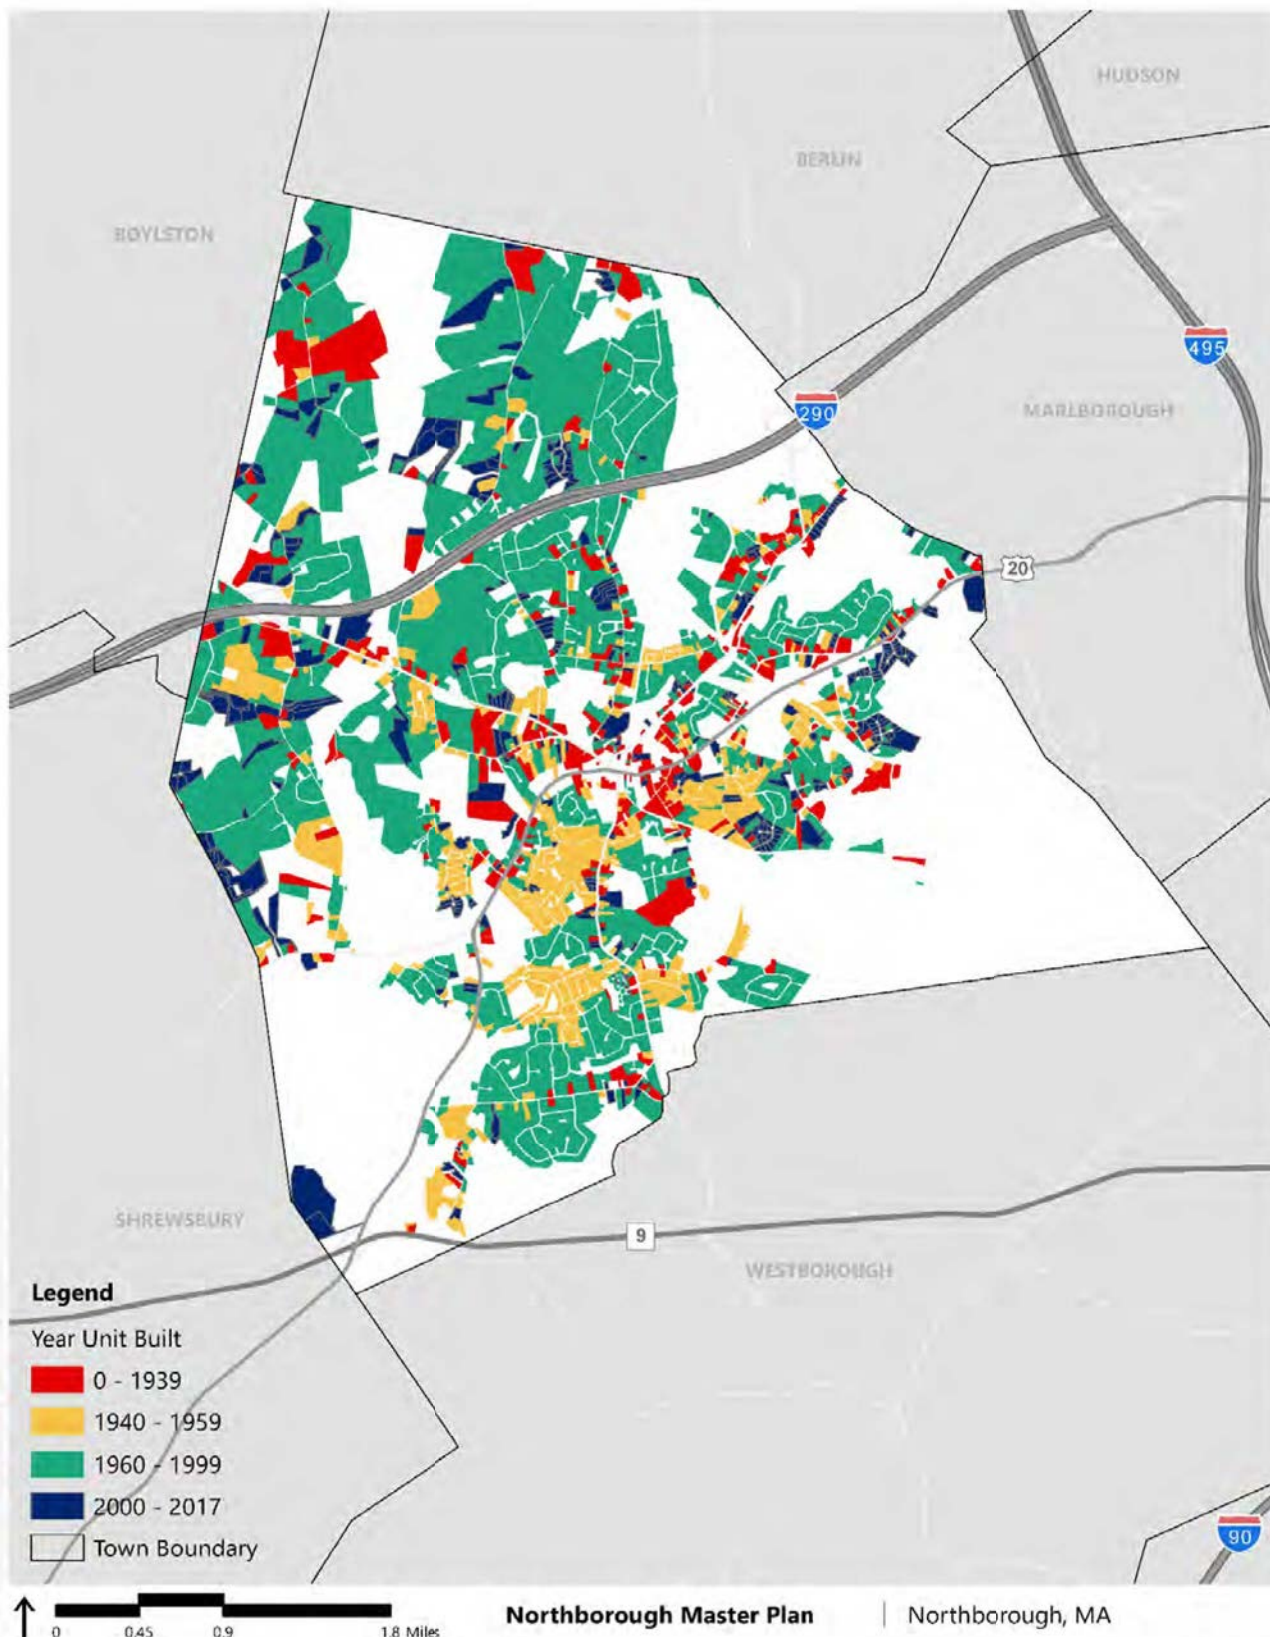 HUDSON
BERLIN
BOYLSTON
495
290
MARLBOROUGH
20
SHREWSBURY
9
WESTBOROUGH
Legend
Year Unit Built
0 - 1939
1940 - 1959
1960 - 1999
2000 - 2017
Town Boundary
90
0 0.45 0.9 1.8 Miles
Northborough Master Plan | Northborough, MA